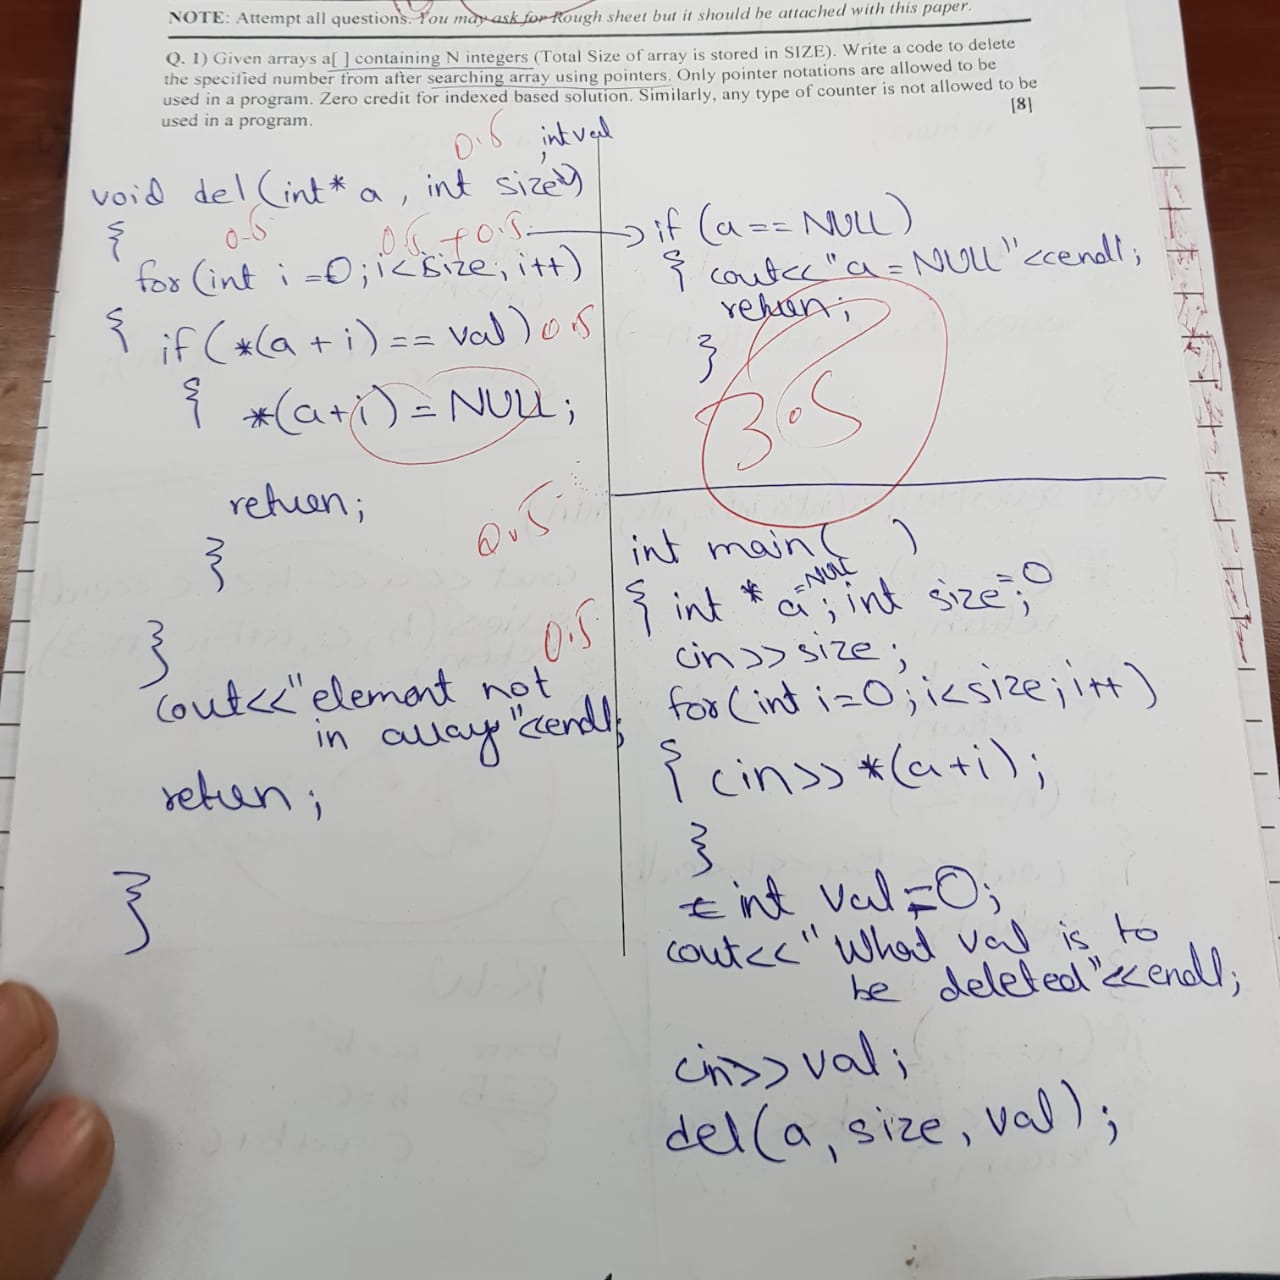 NOTE: Attempt all questions. You may ask for Rough sheet but it should be attached with this paper.
Q. 1) Given arrays a[ ] containing N integers (Total Size of array is stored in SIZE). Write a code to delete
the specified number from after searching array using pointers. Only pointer notations are allowed to be
used in a program. Zero credit for indexed based solution. Similarly, any type of counter is not allowed to be
used in a program.
[8]
0.5
, int val
void del(int* a, int size)
{
0.5
0.5 + 0.5
for(int i=0; i<size; i++)
{ if(*(a+i) == val) 0.5
{ *(a+i) = NULL;
return;
0.5
}
}
0.5
cout<<"element not
in array"<<endl;
return;
}
if (a == NULL)
{ cout<<"a = NULL"<<endl;
return;
}
3.5
int main( )
{ int * a = NULL; int size = 0;
cin>>size;
for(int i=0; i<size; i++)
{ cin>> *(a+i);
}
int val = 0;
cout<<"What val is to
be deleted"<<endl;
cin>>val;
del(a, size, val);